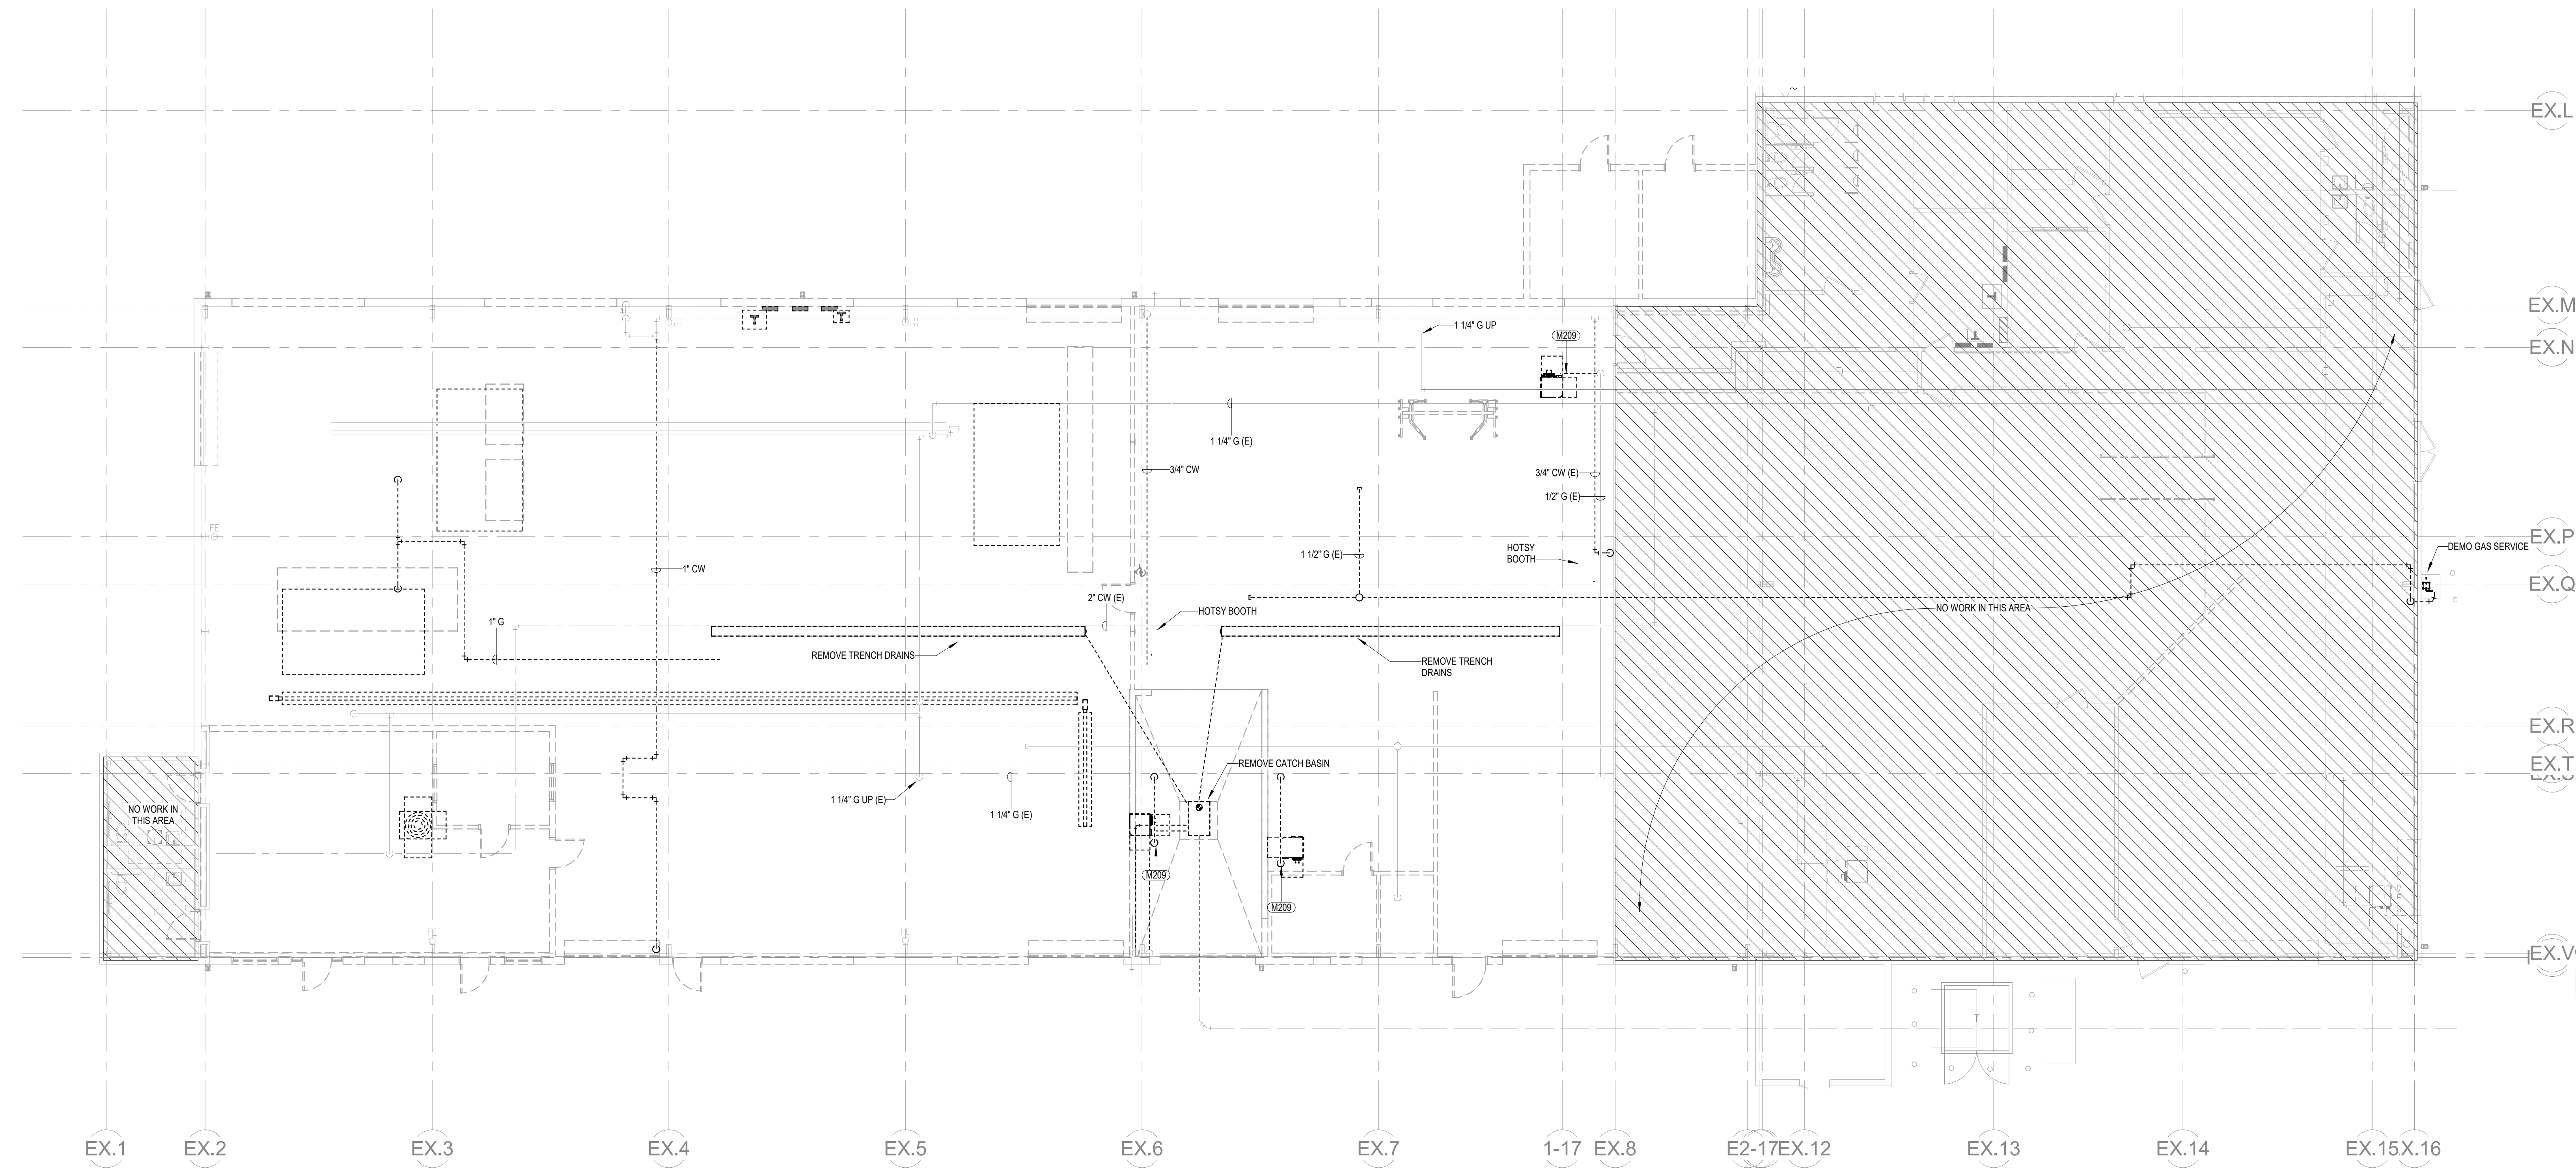 EX.L
EX.M
1 1/4" G UP
M209
EX.N
1 1/4" G (E)
3/4" CW
3/4" CW (E)
1/2" G (E)
FE
EX.P
1 1/2" G (E)
HOTSY
BOOTH
DEMO GAS SERVICE
1" CW
EX.Q
2" CW (E)
HOTSY BOOTH
NO WORK IN THIS AREA
1" G
REMOVE TRENCH DRAINS
REMOVE TRENCH
DRAINS
EX.R
REMOVE CATCH BASIN
EX.T
1 1/4" G UP (E)
1 1/4" G (E)
NO WORK IN
THIS AREA
M209
M209
FE
FE
EX.V
T
EX.1
EX.2
EX.3
EX.4
EX.5
EX.6
EX.7
1-17
EX.8
E2-17
EX.12
EX.13
EX.14
EX.15
X.16